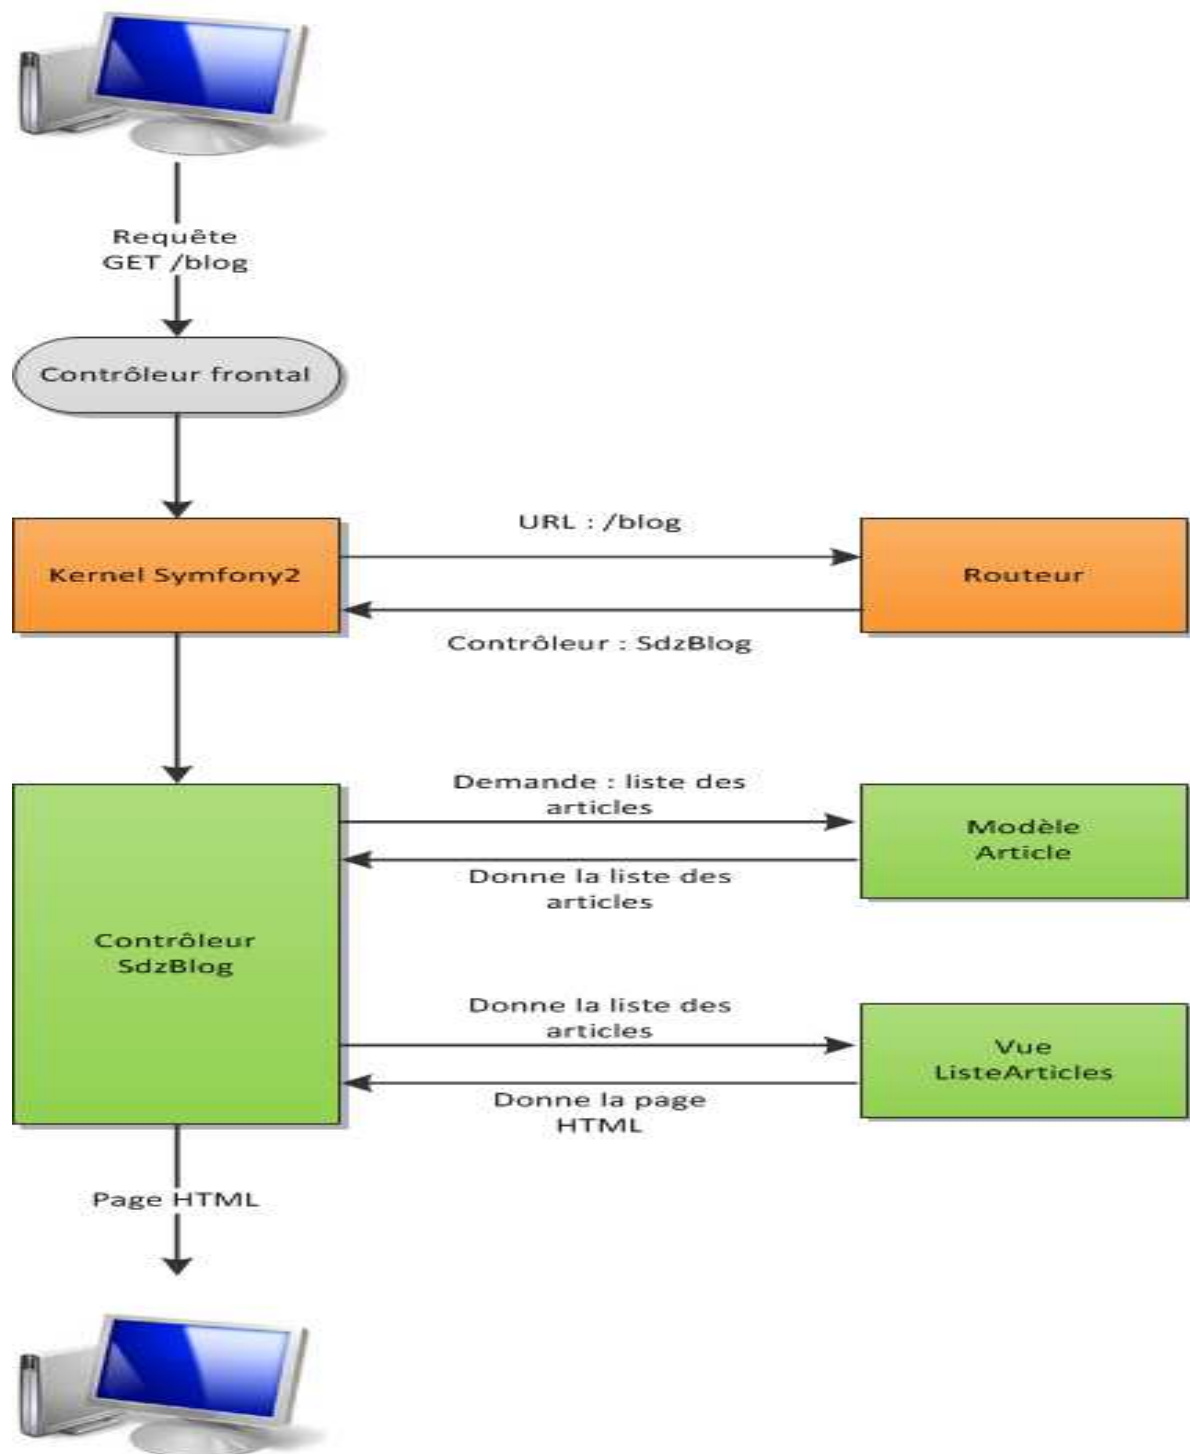 Requête
GET /blog
Contrôleur frontal
URL : /blog
Kernel Symfony2
Routeur
Contrôleur : SdzBlog
Demande : liste des
articles
Modèle
Article
Donne la liste des
articles
Contrôleur
SdzBlog
Donne la liste des
articles
Vue
ListeArticles
Donne la page
HTML
Page HTML